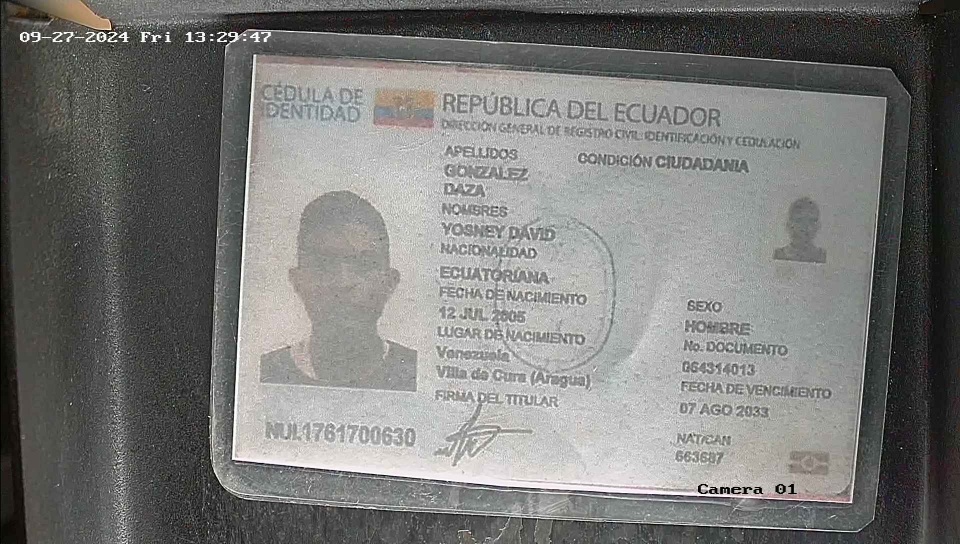 09-27-2024 Fri 13:29:47
CÉDULA DE
DENTIDAD
REPÚBLICA DEL ECUADOR
DIRECCIÓN GENERAL DE REGISTRO CIVIL, IDENTIFICACIÓN Y CEDULACIÓN
APELLIDOS
CONDICIÓN CIUDADANIA
GONZALEZ
DAZA
NOMBRES
YOSNEY DAVID
NACIONALIDAD
ECUATORIANA
FECHA DE NACIMIENTO
12 JUL 2005
LUGAR DE NACIMIENTO
Venezuela
Villa de Cura (Aragua)
FIRMA DEL TITULAR
SEXO
HOMBRE
No. DOCUMENTO
064314013
FECHA DE VENCIMIENTO
07 AGO 2033
NAT/CAN
663687
NUI.1761700630
Camera 01